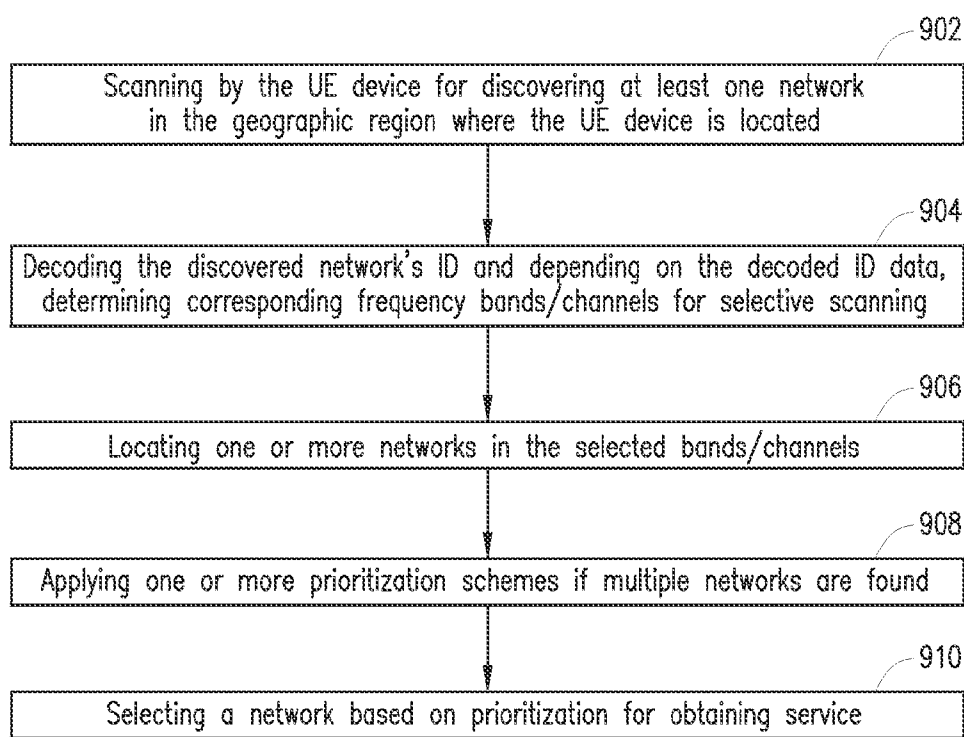 902
Scanning by the UE device for discovering at least one network
in the geographic region where the UE device is located
904
Decoding the discovered network's ID and depending on the decoded ID data,
determining corresponding frequency bands/channels for selective scanning
906
Locating one or more networks in the selected bands/channels
908
Applying one or more prioritization schemes if multiple networks are found
910
Selecting a network based on prioritization for obtaining service